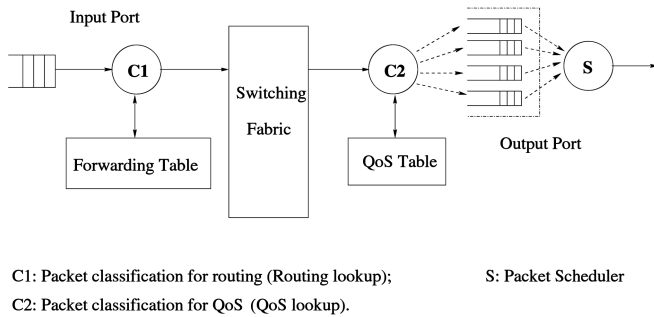 Input Port
C1
Forwarding Table
Switching
Fabric
C2
QoS Table
S
Output Port
C1: Packet classification for routing (Routing lookup);
S: Packet Scheduler
C2: Packet classification for QoS (QoS lookup).